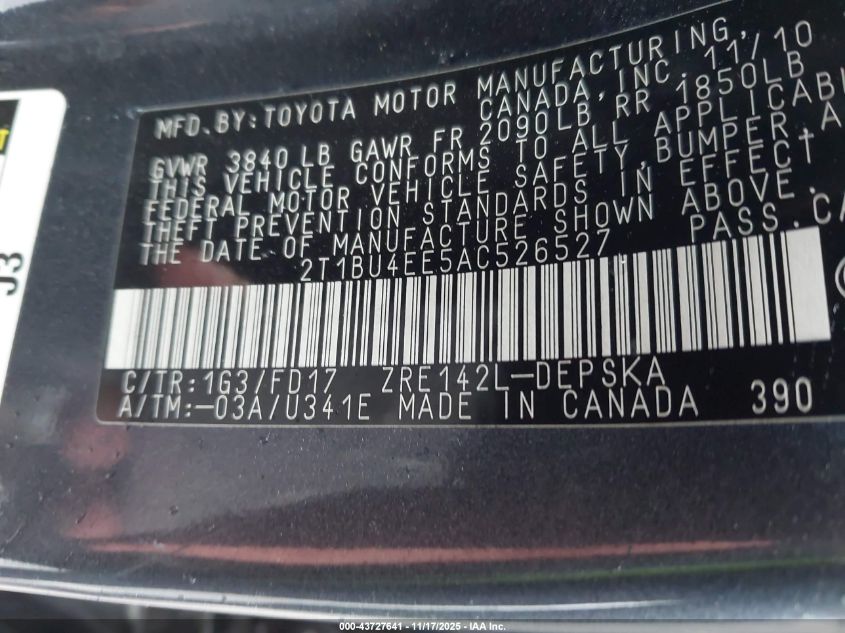 MFD.BY:TOYOTA MOTOR MANUFACTURING,
CANADA,INC. 11/10
GVWR 3840 LB GAWR FR 2090LB RR 1850LB
THIS VEHICLE CONFORMS TO ALL APPLICABL
FEDERAL MOTOR VEHICLE SAFETY,BUMPER,A
THEFT PREVENTION STANDARDS IN EFFECT
THE DATE OF MANUFACTURE SHOWN ABOVE.
2T1BU4EE5AC526527 PASS.CA
C/TR:1G3/FD17 ZRE142L-DEPSKA
A/TM:-03A/U341E MADE IN CANADA 390
J3
000-43727641 - 11/17/2025 - IAA Inc.